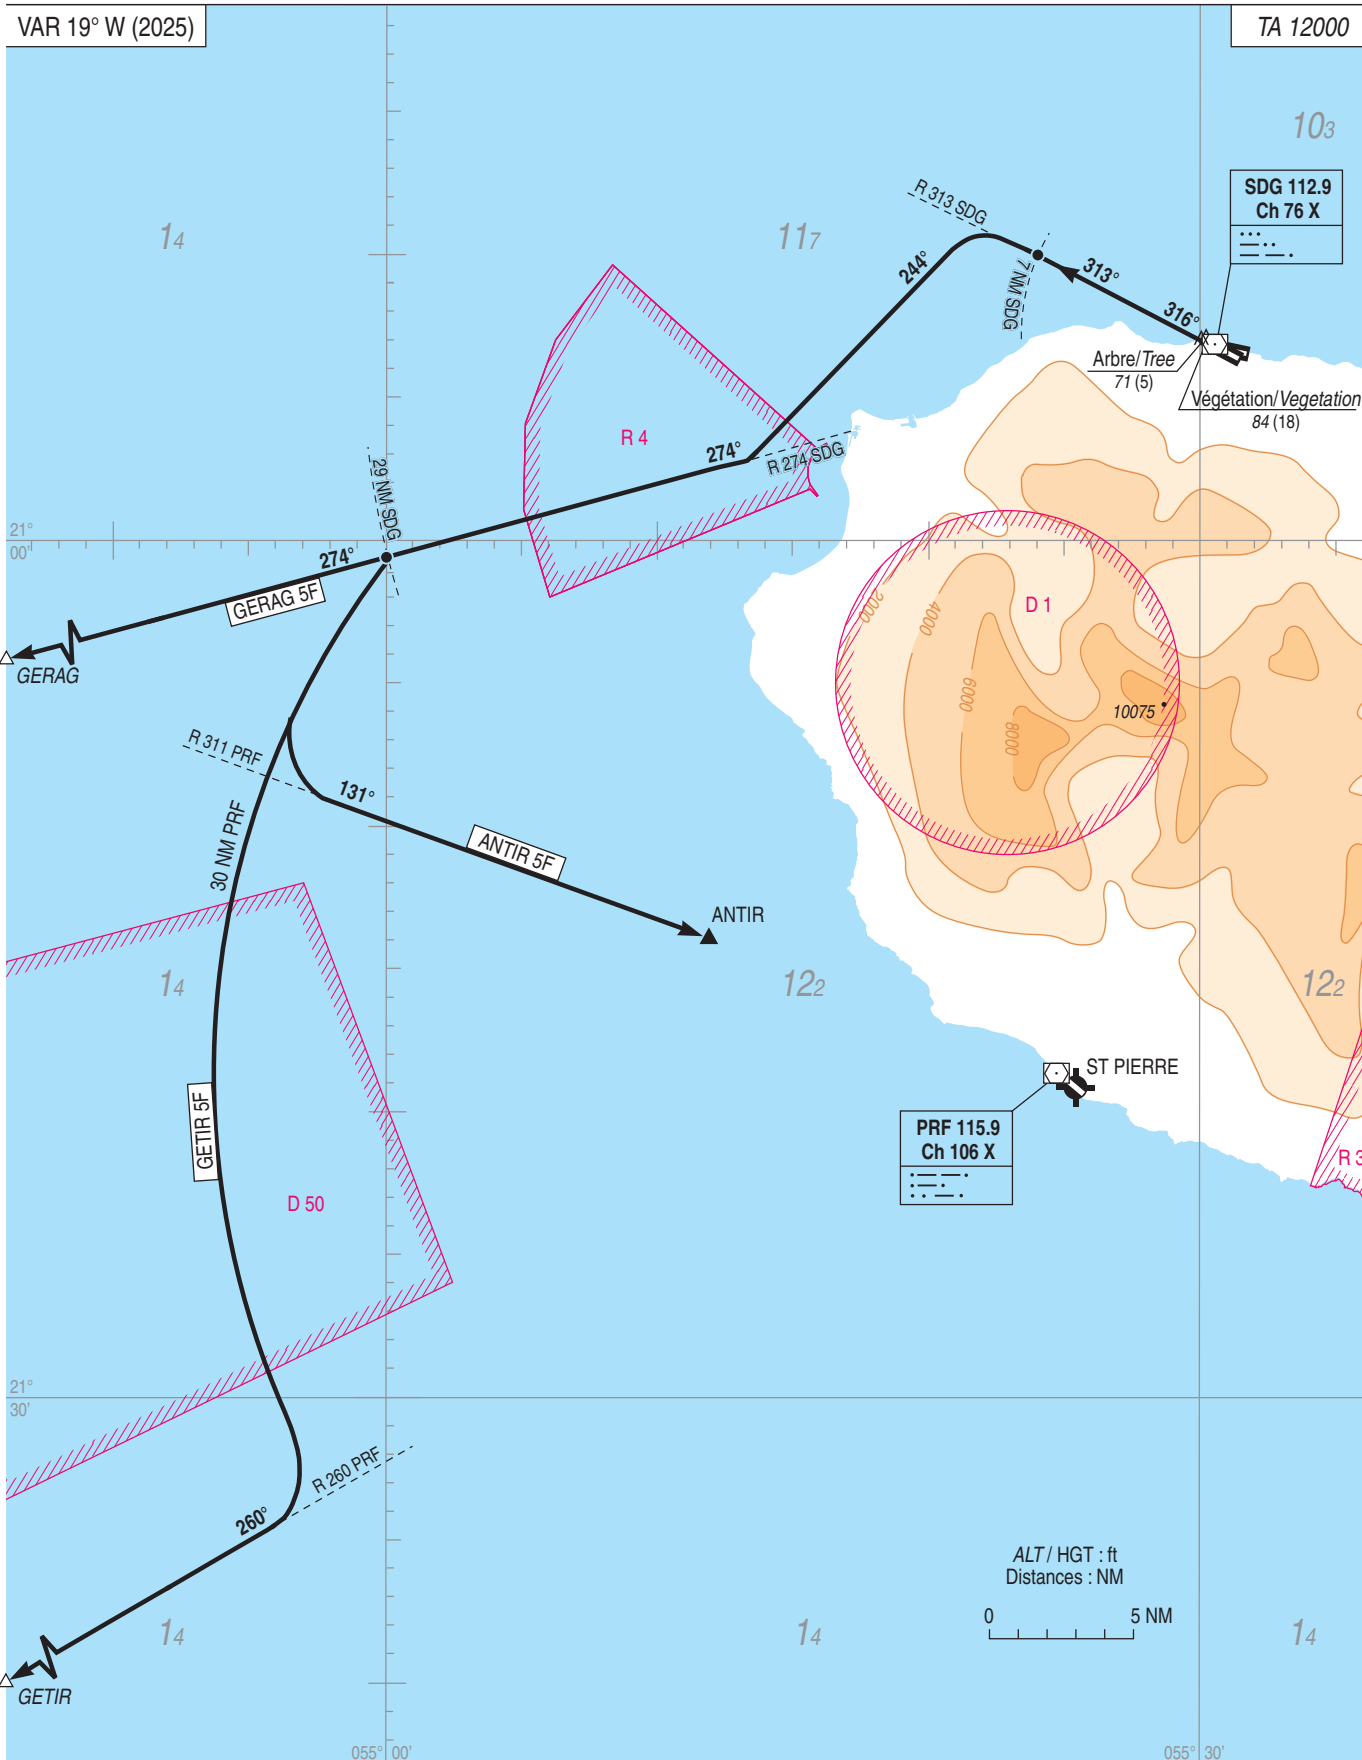 VAR 19° W (2025)
TA 12000
103
SDG 112.9
Ch 76 X
14
117
R 313 SDG
7 NM SDG
313°
316°
244°
Arbre/Tree
71 (5)
Végétation/Vegetation
84 (18)
R 4
274°
R 274 SDG
29 NM SDG
21°
00'
274°
GERAG 5F
GERAG
D 1
2000
4000
6000
8000
10075
R 311 PRF
131°
30 NM PRF
ANTIR 5F
ANTIR
14
122
122
ST PIERRE
PRF 115.9
Ch 106 X
GETIR 5F
D 50
R 3
21°
30'
R 260 PRF
260°
ALT / HGT : ft
Distances : NM
0 5 NM
14
14
14
GETIR
055° 00'
055° 30'